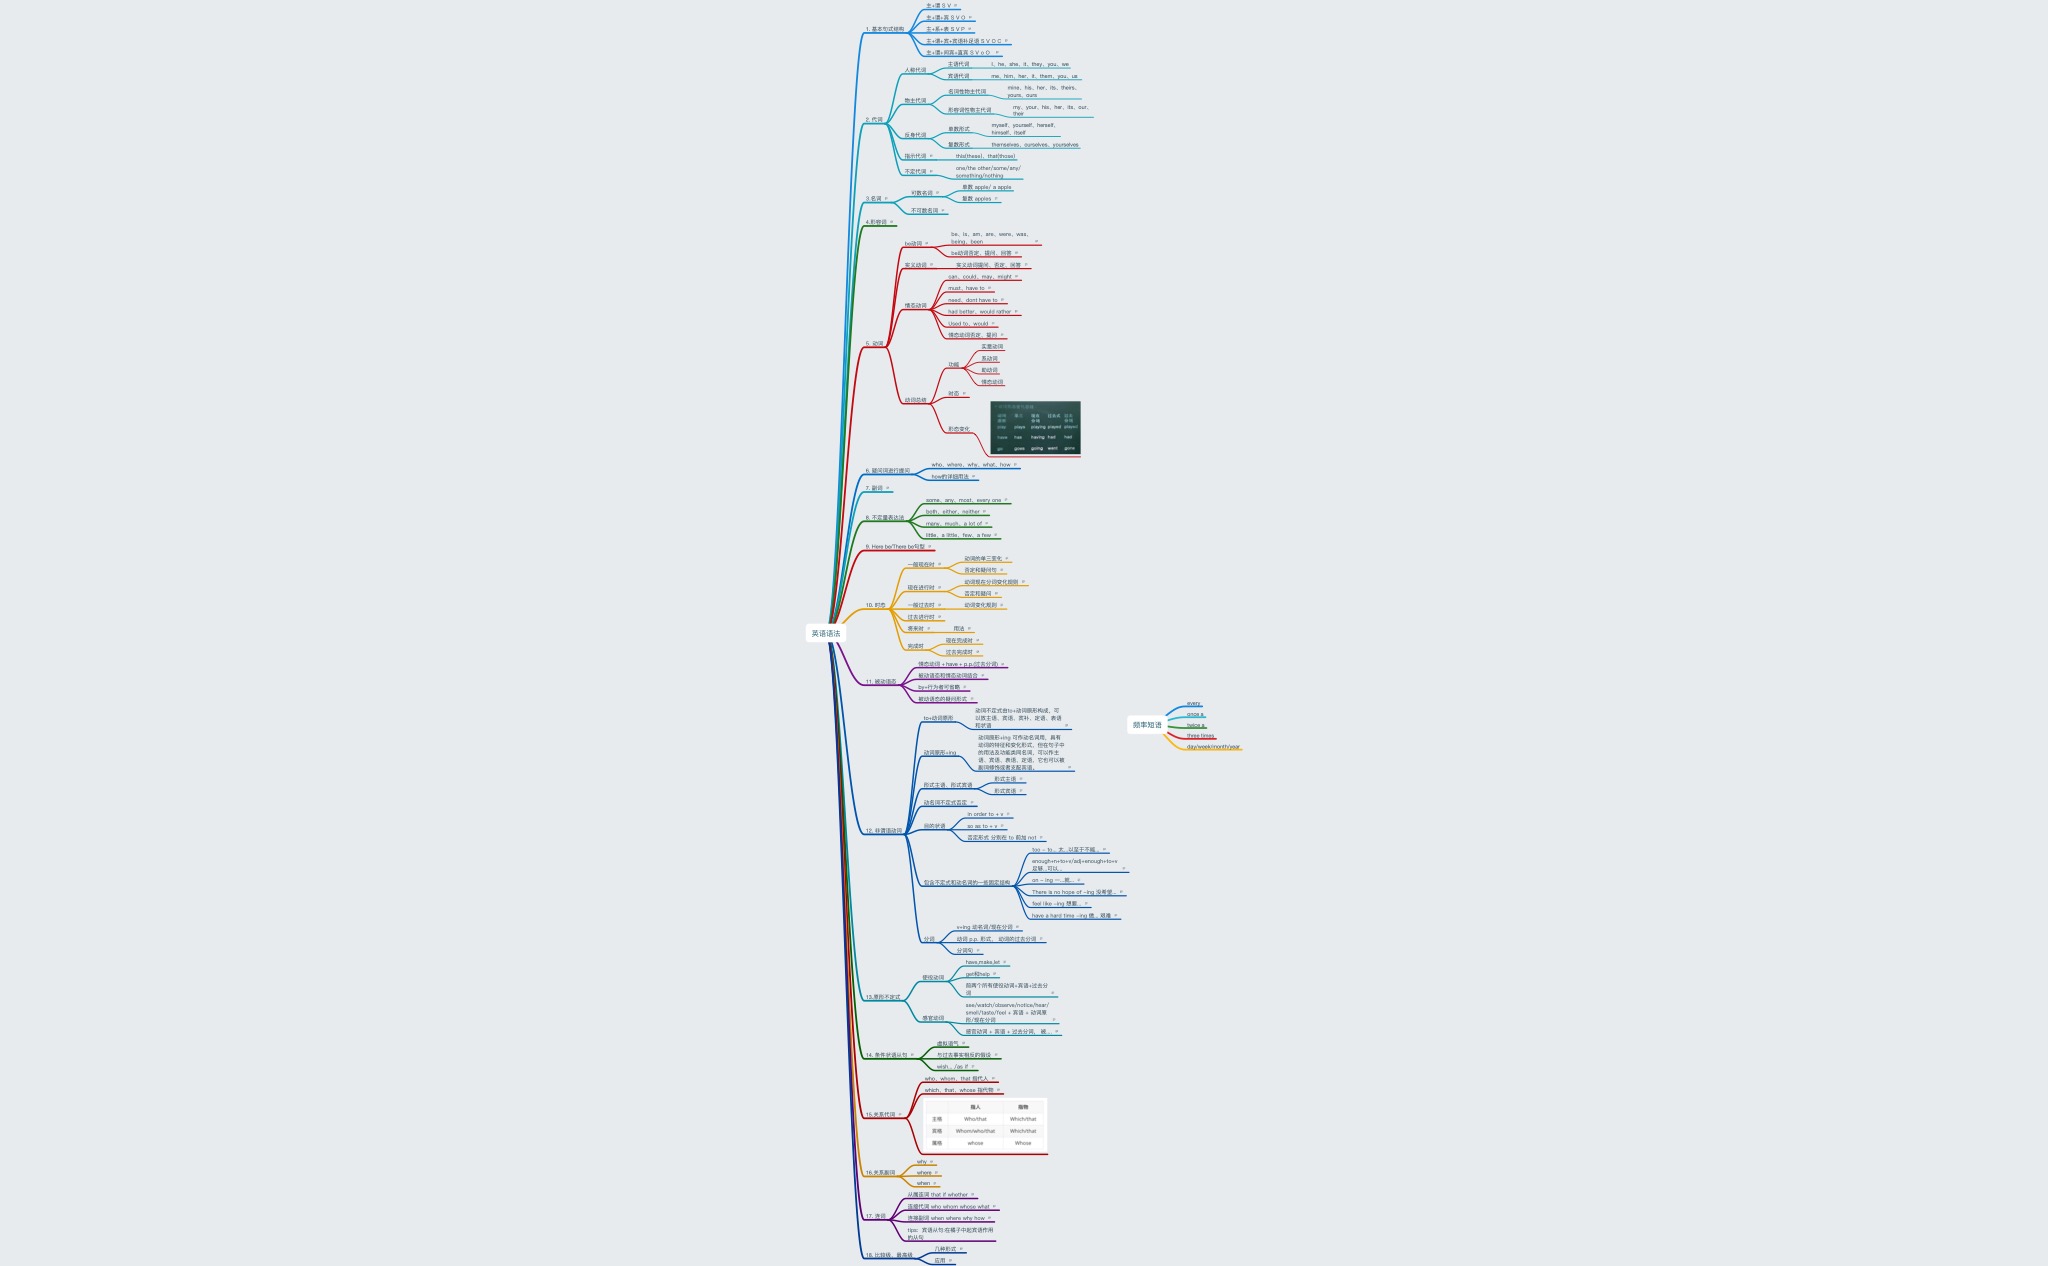 英语语法
1. 基本句式结构
主+谓 S V
主+谓+宾 S V O
主+系+表 S V P
主+谓+宾+宾语补足语 S V O C
主+谓+间宾+直宾 S V o O
2. 代词
人称代词
主语代词
I、he、she、it、they、you、we
宾语代词
me、him、her、it、them、you、us
物主代词
名词性物主代词
mine、his、her、its、theirs、
yours、ours
形容词性物主代词
my、your、his、her、its、our、
their
反身代词
单数形式
myself、yourself、herself、
himself、itself
复数形式
themselves、ourselves、yourselves
指示代词
this(these)、that(those)
不定代词
one/the other/some/any/
something/nothing
3.名词
可数名词
单数 apple/ a apple
复数 apples
不可数名词
4.形容词
5. 动词
be动词
be、is、am、are、were、was、
being、been
be动词否定、提问、回答
实义动词
实义动词提问、否定、回答
情态动词
can、could、may、might
must、have to
need、dont have to
had better、would rather
Used to、would
情态动词否定、疑问
动词总结
功能
实意动词
系动词
助动词
情态动词
时态
形态变化
play plays playing played played
have has having had had
go goes going went gone
6. 疑问词进行提问
who、where、why、what、how
how的详细用法
7. 副词
8. 不定量表达法
some、any、most、every one
both、either、neither
many、much、a lot of
little、a little、few、a few
9. Here be/There be句型
10. 时态
一般现在时
动词的单三变化
否定和疑问句
现在进行时
动词现在分词变化规则
否定和疑问
一般过去时
动词变化规则
过去进行时
将来时
用法
完成时
现在完成时
过去完成时
11. 被动语态
情态动词 + have + p.p.(过去分词)
被动语态和情态动词结合
by+行为者可省略
被动语态的疑问形式
12. 非谓语动词
to+动词原形
动词不定式由to+动词原形构成，可
以做主语、宾语、宾补、定语、表语
和状语
动词原形+ing
动词原形+ing 可作动名词用，具有
动词的特征和变化形式，但在句子中
的用法及功能类同名词，可以作主
语、宾语、表语、定语，它也可以被
副词修饰或者支配宾语。
形式主语、形式宾语
形式主语
形式宾语
动名词不定式否定
目的状语
in order to + v
so as to + v
否定形式 分别在 to 前加 not
包含不定式和动名词的一些固定结构
too ~ to... 太...以至于不能...
enough+n+to+v/adj+enough+to+v
足够...可以...
on ~ ing 一...就...
There is no hope of ~ing 没希望...
feel like ~ing 想要...
have a hard time ~ing 做... 艰难
分词
v+ing 动名词/现在分词
动词 p.p. 形式， 动词的过去分词
分词句
13.原形不定式
使役动词
have,make,let
get和help
前两个所有使役动词+宾语+过去分
词
感官动词
see/watch/observe/notice/hear/
smell/taste/feel + 宾语 + 动词原
形/现在分词
感官动词 + 宾语 + 过去分词， 被....
14. 条件状语从句
虚拟语气
与过去事实相反的假设
wish... /as if
15.关系代词
who、whom、that 指代人
which、that、whose 指代物
指人 指物
主格 Who/that Which/that
宾格 Whom/who/that Which/that
属格 whose Whose
16.关系副词
why
where
when
17. 连词
从属连词 that if whether
连接代词 who whom whose what
连接副词 when where why how
tips: 宾语从句:在橘子中起宾语作用
的从句
18. 比较级、最高级
几种形式
应用
频率短语
every
once a
twice a
three times
day/week/month/year